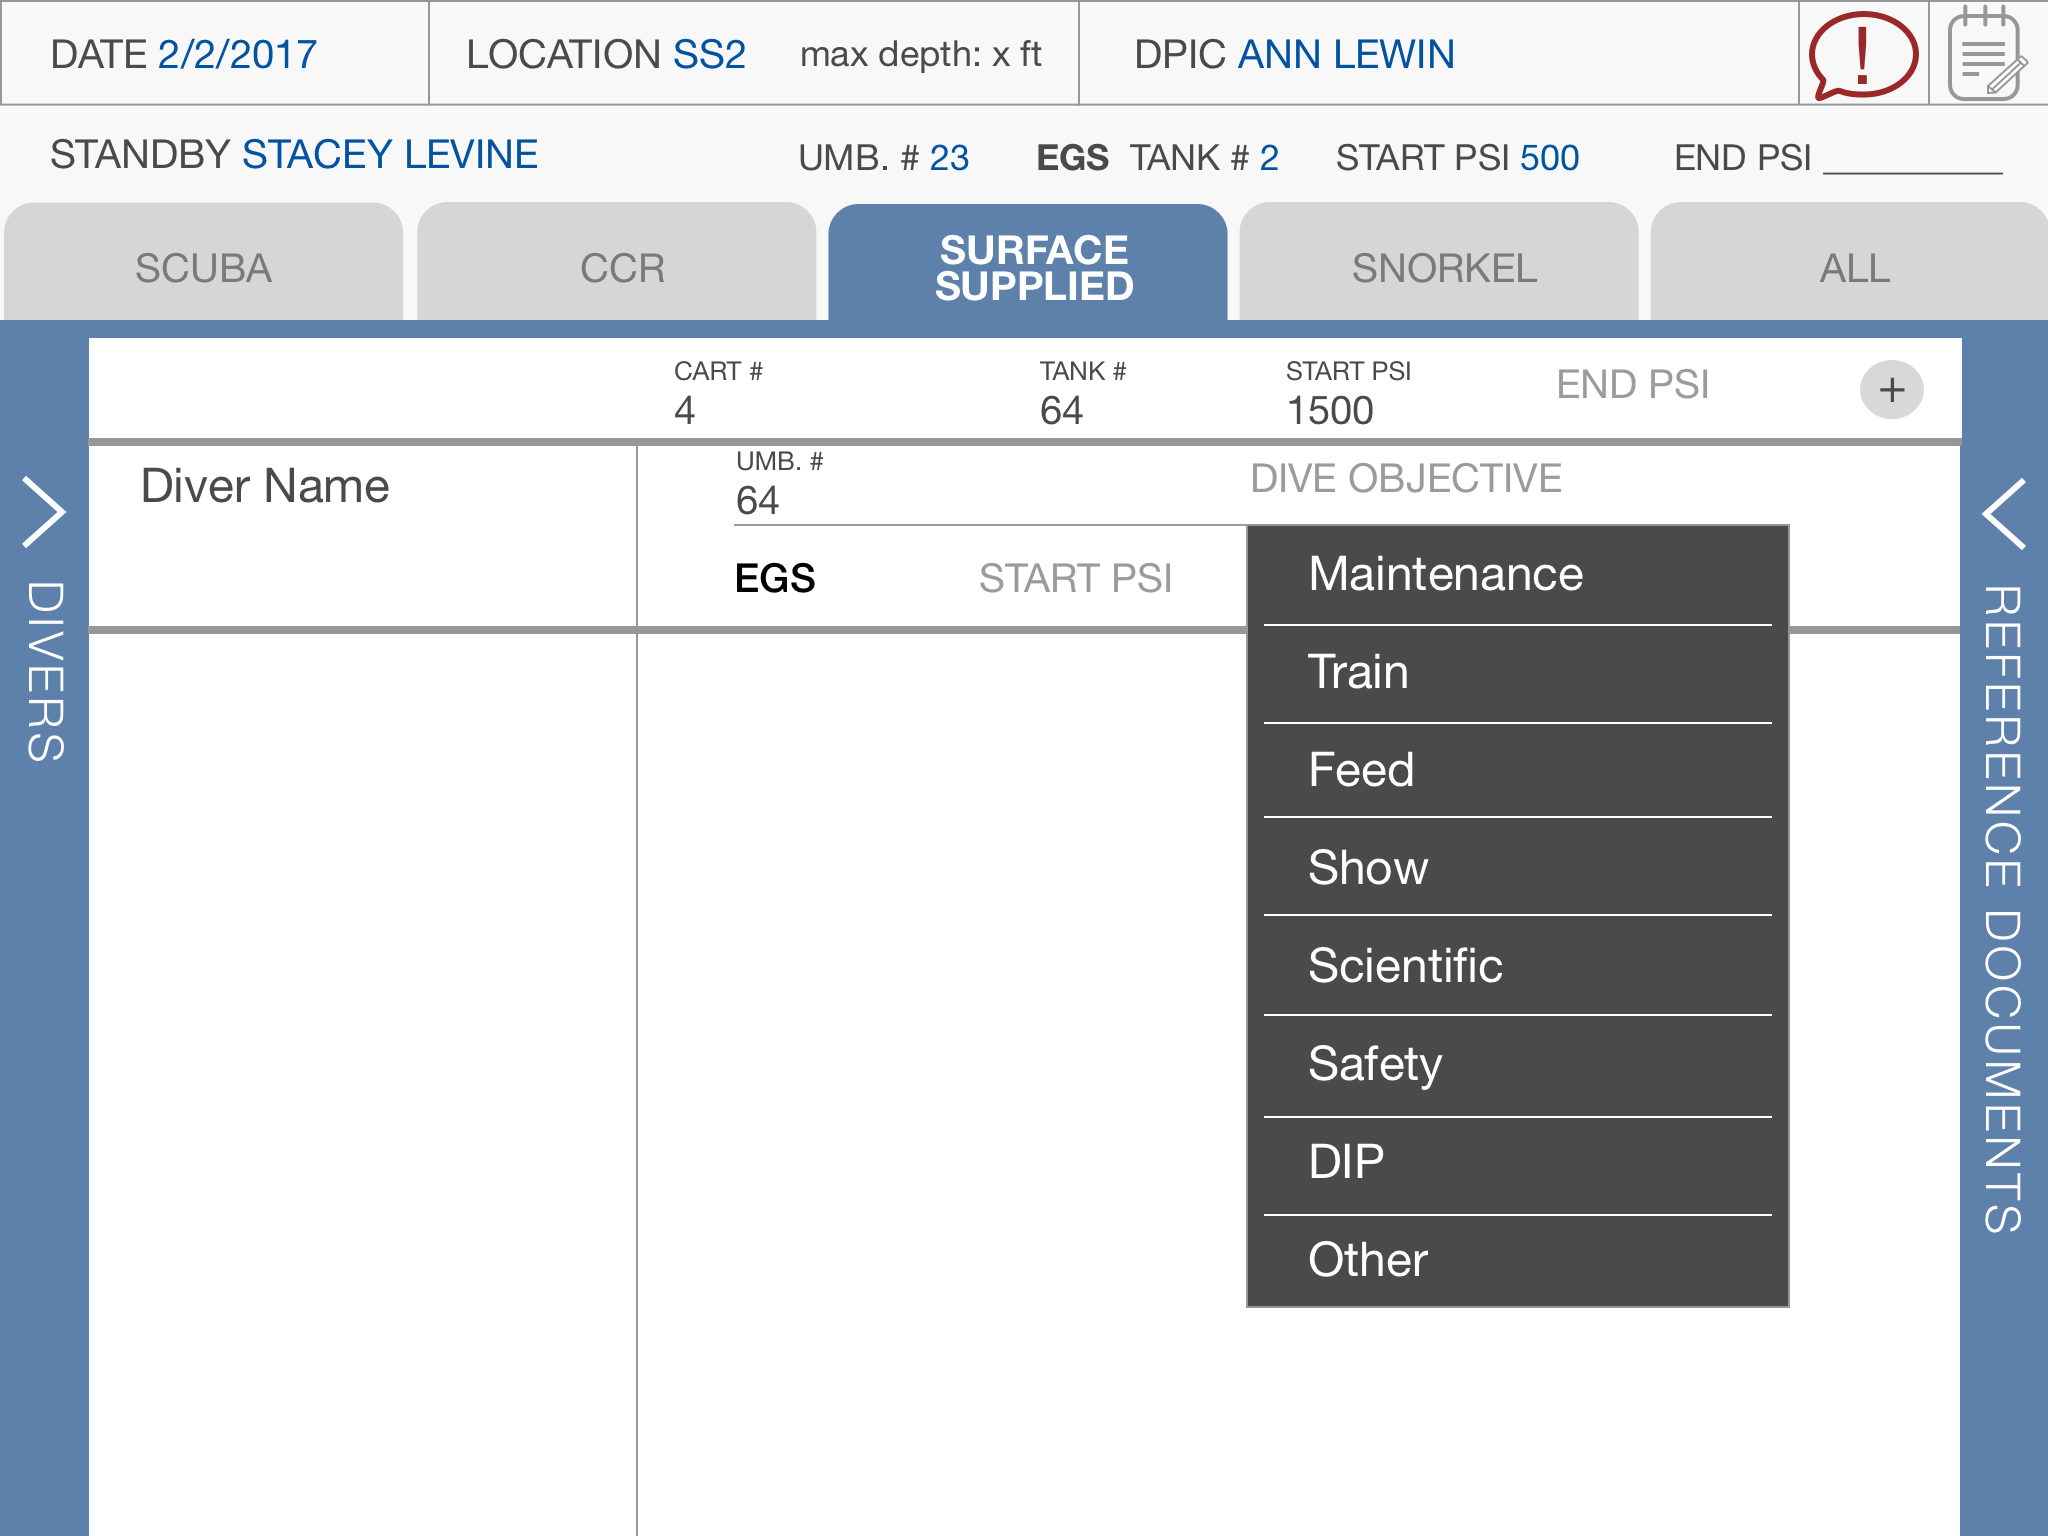 DATE 2/2/2017
LOCATION SS2 max depth: x ft
DPIC ANN LEWIN
!
STANDBY STACEY LEVINE
UMB. # 23 EGS TANK # 2 START PSI 500 END PSI
SCUBA
CCR
SURFACE
SUPPLIED
SNORKEL
ALL
CART #
4
TANK #
64
START PSI
1500
END PSI
+
Diver Name
UMB. #
64
DIVE OBJECTIVE
EGS
START PSI
Maintenance
Train
Feed
Show
Scientific
Safety
DIP
Other
DIVERS
REFERENCE DOCUMENTS